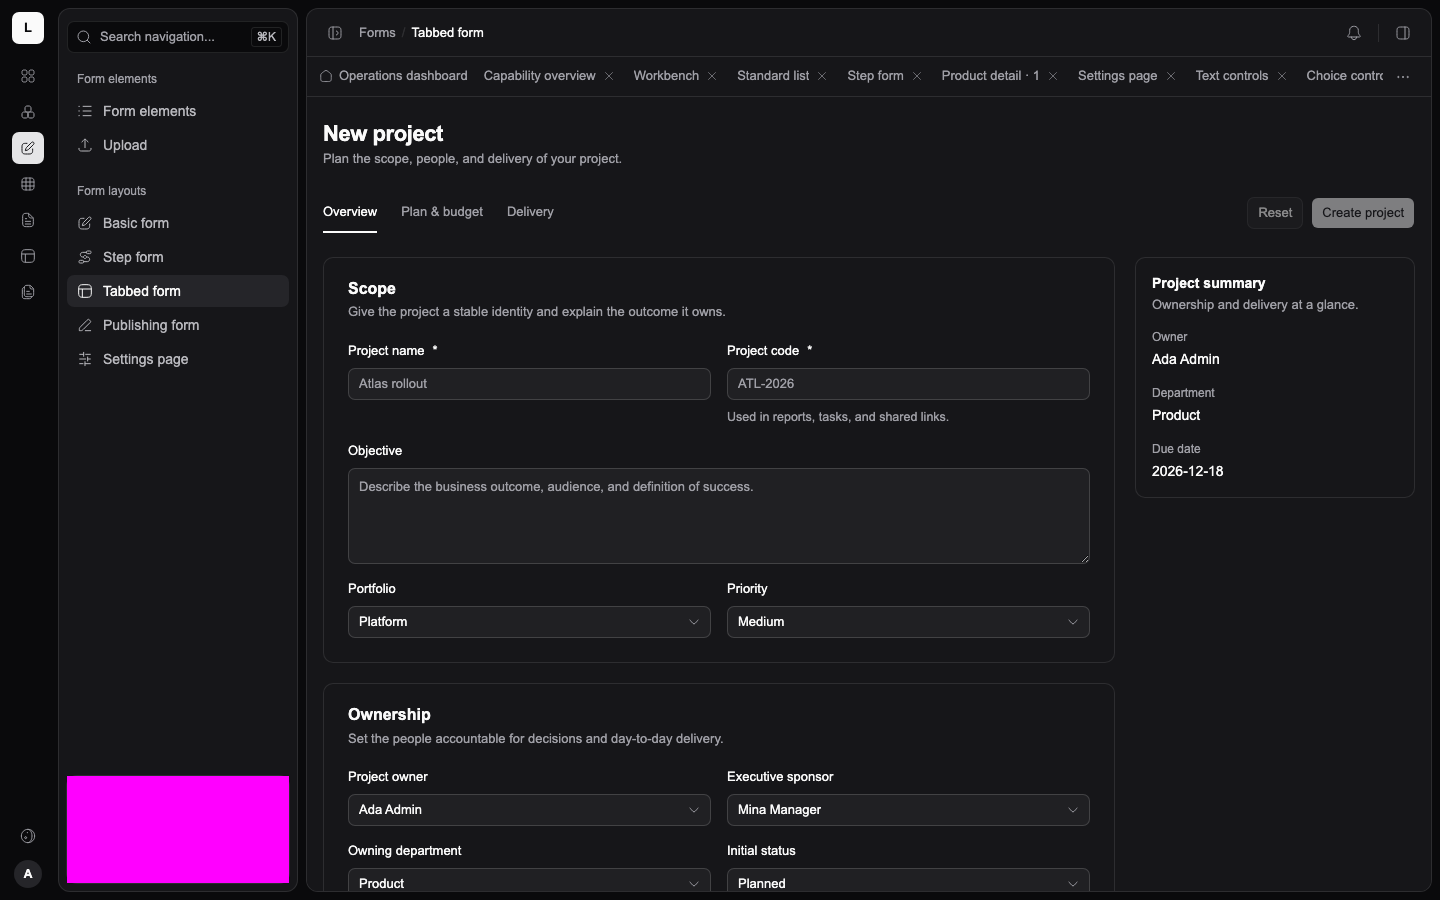 L
Search navigation...
⌘K
Form elements
Form elements
Upload
Form layouts
Basic form
Step form
Tabbed form
Publishing form
Settings page
A
Forms / Tabbed form
Operations dashboard
Capability overview
Workbench
Standard list
Step form
Product detail · 1
Settings page
Text controls
Choice contro
New project
Plan the scope, people, and delivery of your project.
Overview
Plan & budget
Delivery
Reset
Create project
Scope
Give the project a stable identity and explain the outcome it owns.
Project name *
Project code *
Atlas rollout
ATL-2026
Used in reports, tasks, and shared links.
Objective
Describe the business outcome, audience, and definition of success.
Portfolio
Priority
Platform
Medium
Ownership
Set the people accountable for decisions and day-to-day delivery.
Project owner
Executive sponsor
Ada Admin
Mina Manager
Owning department
Initial status
Product
Planned
Project summary
Ownership and delivery at a glance.
Owner
Ada Admin
Department
Product
Due date
2026-12-18